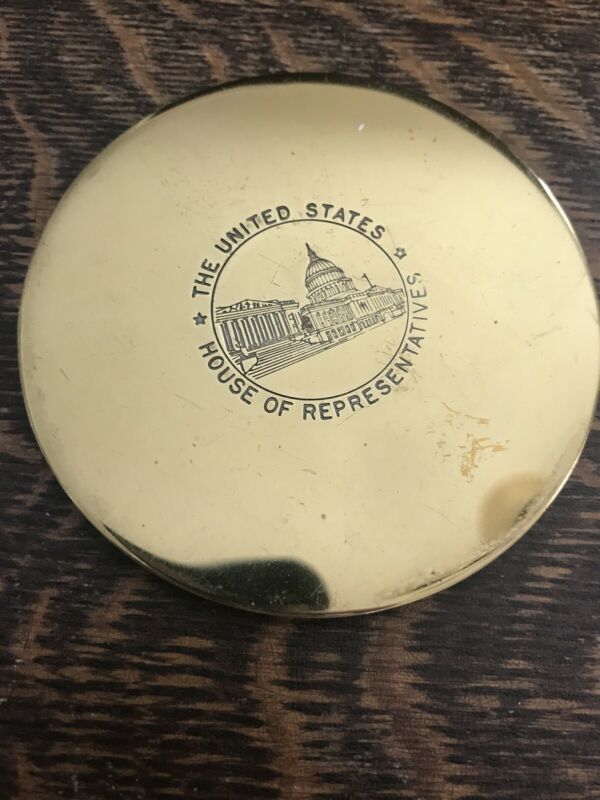 ★ THE UNITED STATES ★
HOUSE OF REPRESENTATIVES